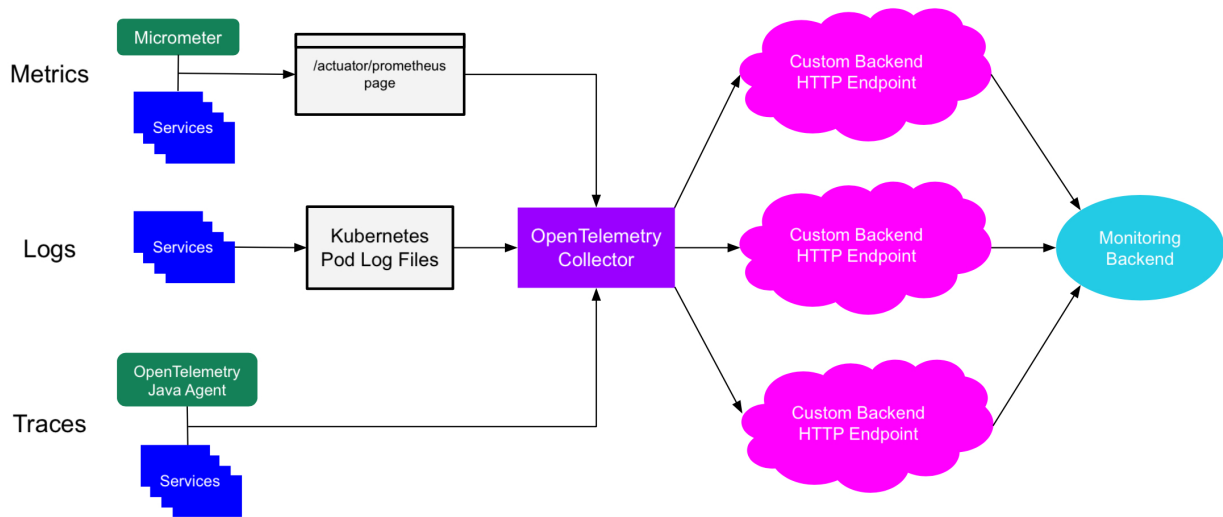 Metrics
Micrometer
Services
/actuator/prometheus
page
Logs
Services
Kubernetes
Pod Log Files
Traces
OpenTelemetry
Java Agent
Services
OpenTelemetry
Collector
Custom Backend
HTTP Endpoint
Custom Backend
HTTP Endpoint
Custom Backend
HTTP Endpoint
Monitoring
Backend